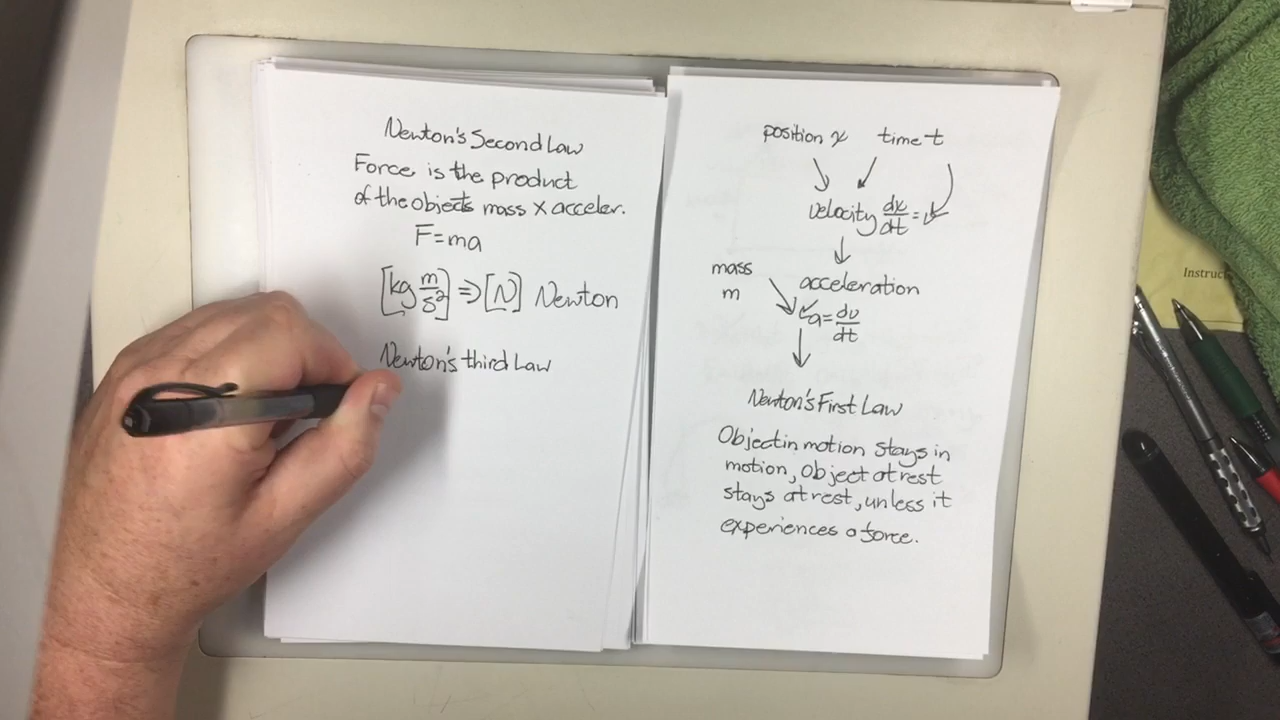 Newton's Second Law
Force is the product
of the objects mass x acceler.
F=ma
[kg m/s²] ⇒ [N] Newton
Newton's third Law
position x time t
velocity dx/dt = v
mass acceleration
m a = dv/dt
Newton's First Law
Object in motion stays in
motion, object at rest
stays at rest, unless it
experiences a force.
Instruc